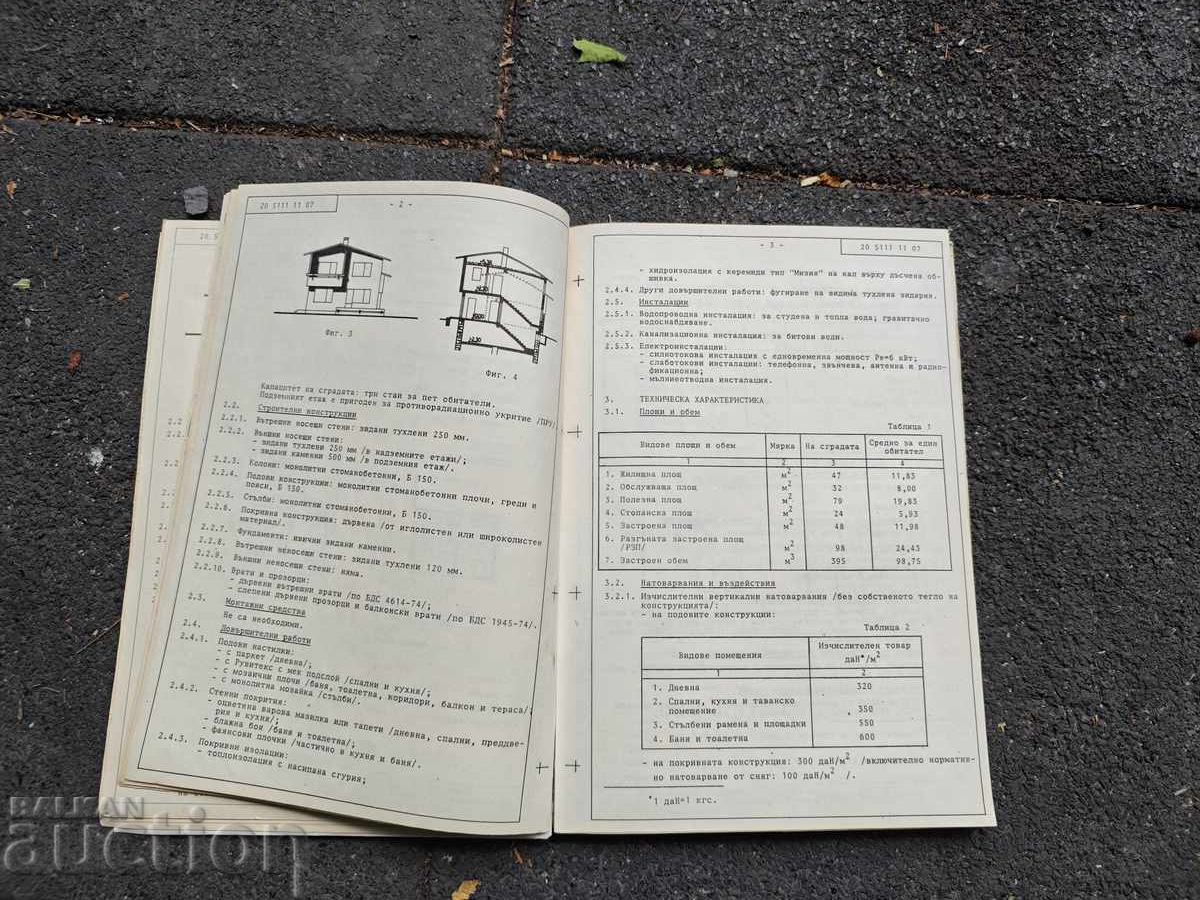 20 5111 11 07
- 2 -
Фиг. 3
Фиг. 4
Капацитет на сградата: три стаи за пет обитатели.
Подземният етаж е пригоден за противорадиационно укритие /ПРУ/
2.2. Строителни конструкции
2.2.1. Вътрешни носещи стени: зидани тухлени 250 мм.
2.2.2. Външни носещи стени:
- зидани тухлени 250 мм /в надземните етажи/;
- зидани каменни 500 мм /в подземния етаж/.
2.2.3. Колони: монолитни стоманобетонни, Б 150.
2.2.4. Подови конструкции: монолитни стоманобетонни плочи, греди и
пояси, Б 150.
2.2.5. Стълби: монолитни стоманобетонни, Б 150.
2.2.6. Покривна конструкция: дървена /от иглолистен или широколистен
материал/.
2.2.7. Фундаменти: ивични зидани каменни.
2.2.8. Вътрешни неносещи стени: зидани тухлени 120 мм.
2.2.9. Външни неносещи стени: няма.
2.2.10. Врати и прозорци:
- дървени вътрешни врати /по БДС 4614-74/;
- слепени дървени прозорци и балконски врати /по БДС 1945-74/.
2.3. Монтажни средства
Не са необходими.
2.4. Довършителни работи
2.4.1. Подови настилки:
- с паркет /дневна/;
- с Рувитекс с мек подслой /спални и кухня/;
- с мозаични плочи /баня, тоалетна, коридори, балкон и тераса/;
- с монолитна мозайка /стълби/.
2.4.2. Стенни покрития:
- оцветена варова мазилка или тапети /дневна, спални, преддве-
рия и кухня/;
- блажна боя /баня и тоалетна/;
- фаянсови плочки /частично в кухня и баня/.
2.4.3. Покривни изолации:
- топлоизолация с насипана сгурия;
- 3 -
20 5111 11 07
- хидроизолация с керемиди тип "Мизия" на кал върху дъсчена об-
шивка.
2.4.4. Други довършителни работи: фугиране на видима тухлена зидария.
2.5. Инсталации
2.5.1. Водопроводна инсталация: за студена и топла вода; гравитачно
водоснабдяване.
2.5.2. Канализационна инсталация: за битови води.
2.5.3. Електроинсталации:
- силнотокова инсталация с едновременна мощност Рв=6 кВт;
- слаботокови инсталации: телефонна, звънчева, антенна и радио-
фикационна;
- мълниеотводна инсталация.
3. ТЕХНИЧЕСКА ХАРАКТЕРИСТИКА
3.1. Площи и обем
Таблица 1
Видове площи и обем Мярка На сградата Средно за един
обитател
1 2 3 4
1. Жилищна площ м2 47 11,83
2. Обслужваща площ м2 32 8,00
3. Полезна площ м2 79 19,83
4. Стопанска площ м2 24 5,93
5. Застроена площ м2 48 11,98
6. Разгъната застроена площ
/РЗП/ м2 98 24,43
7. Застроен обем м3 395 98,75
3.2. Натоварвания и въздействия
3.2.1. Изчислителни вертикални натоварвания /без собственото тегло на
конструкцията/:
- на подовите конструкции:
Таблица 2
Видове помещения Изчислителен товар
даН*/м2
1 2
1. Дневна 320
2. Спални, кухня и таванско
помещение 350
3. Стълбени рамена и площадки 550
4. Баня и тоалетна 600
- на покривната конструкция: 300 даН/м2 /включително норматив-
но натоварване от сняг: 100 даН/м2 /.
*1 даН=1 кгс.
БАЛКАН
auction